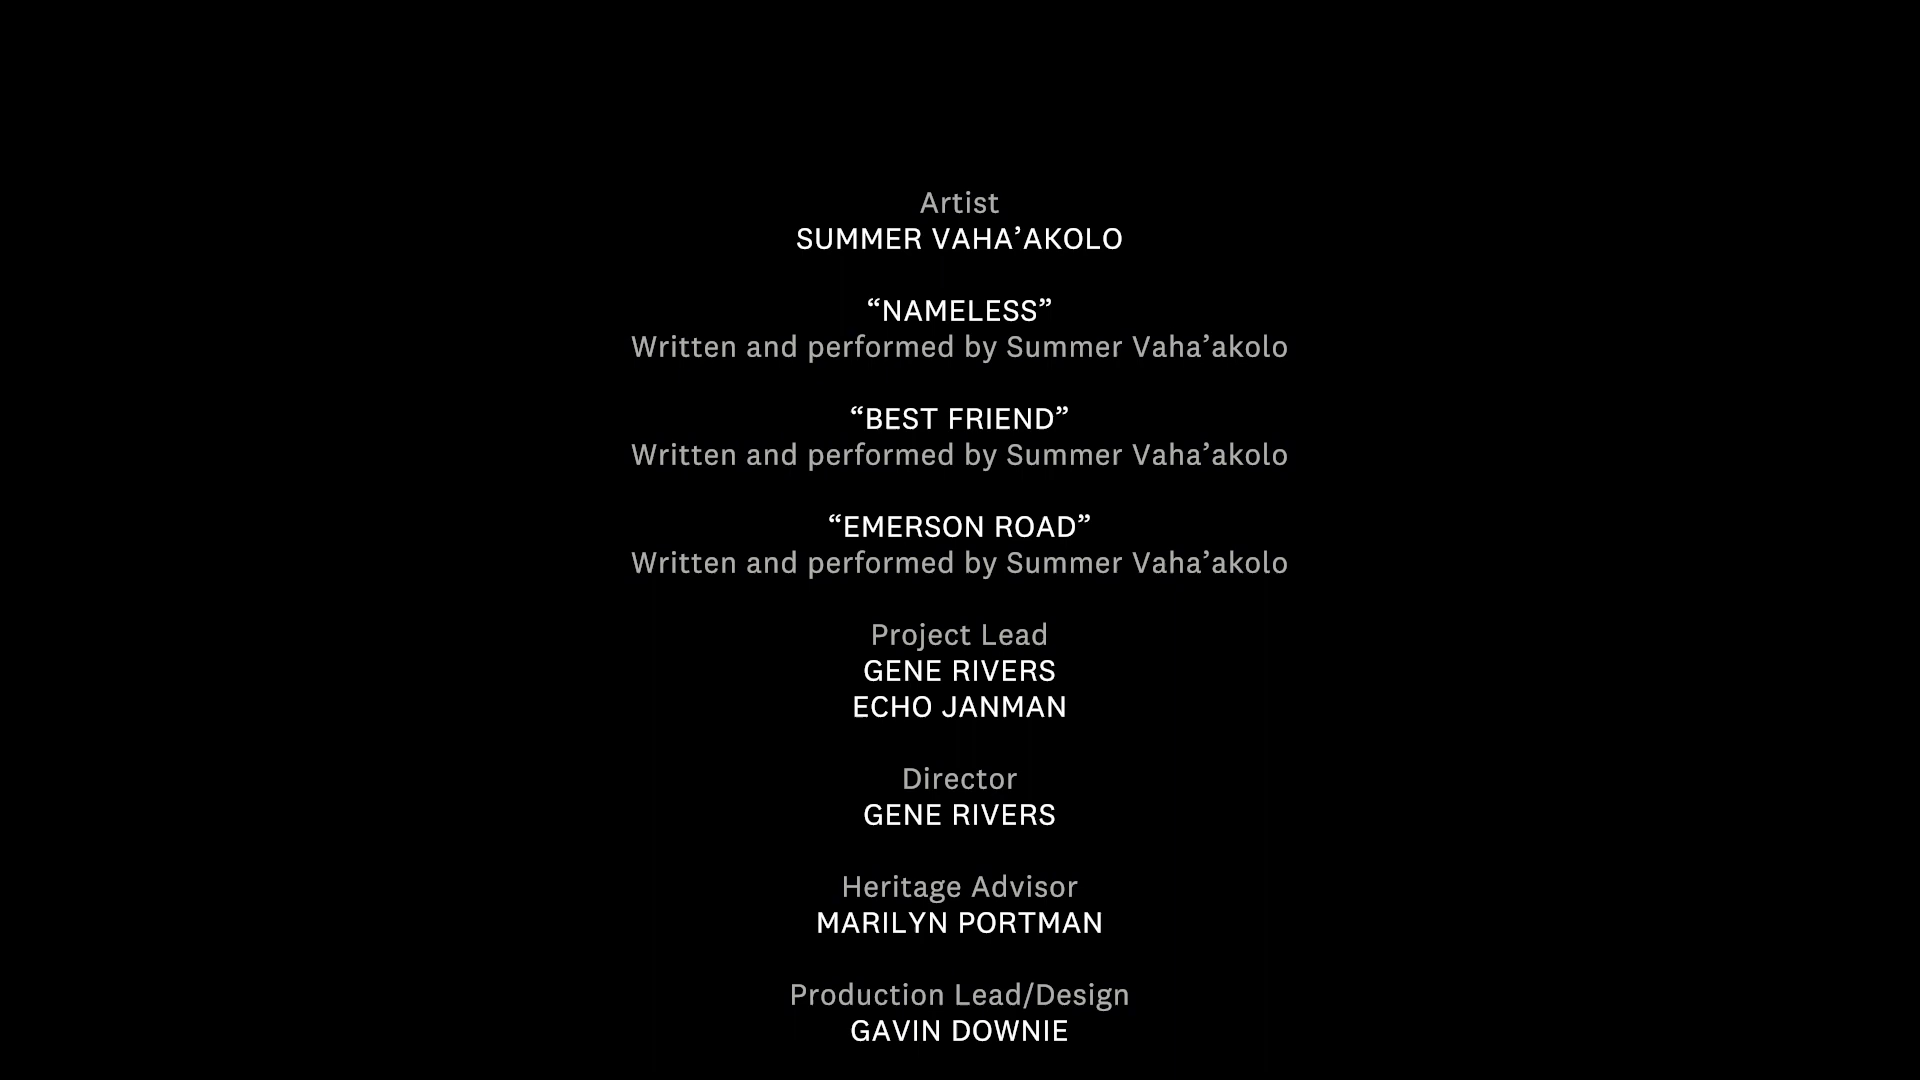 Artist
SUMMER VAHA’AKOLO
“NAMELESS”
Written and performed by Summer Vaha’akolo
“BEST FRIEND”
Written and performed by Summer Vaha’akolo
“EMERSON ROAD”
Written and performed by Summer Vaha’akolo
Project Lead
GENE RIVERS
ECHO JANMAN
Director
GENE RIVERS
Heritage Advisor
MARILYN PORTMAN
Production Lead/Design
GAVIN DOWNIE